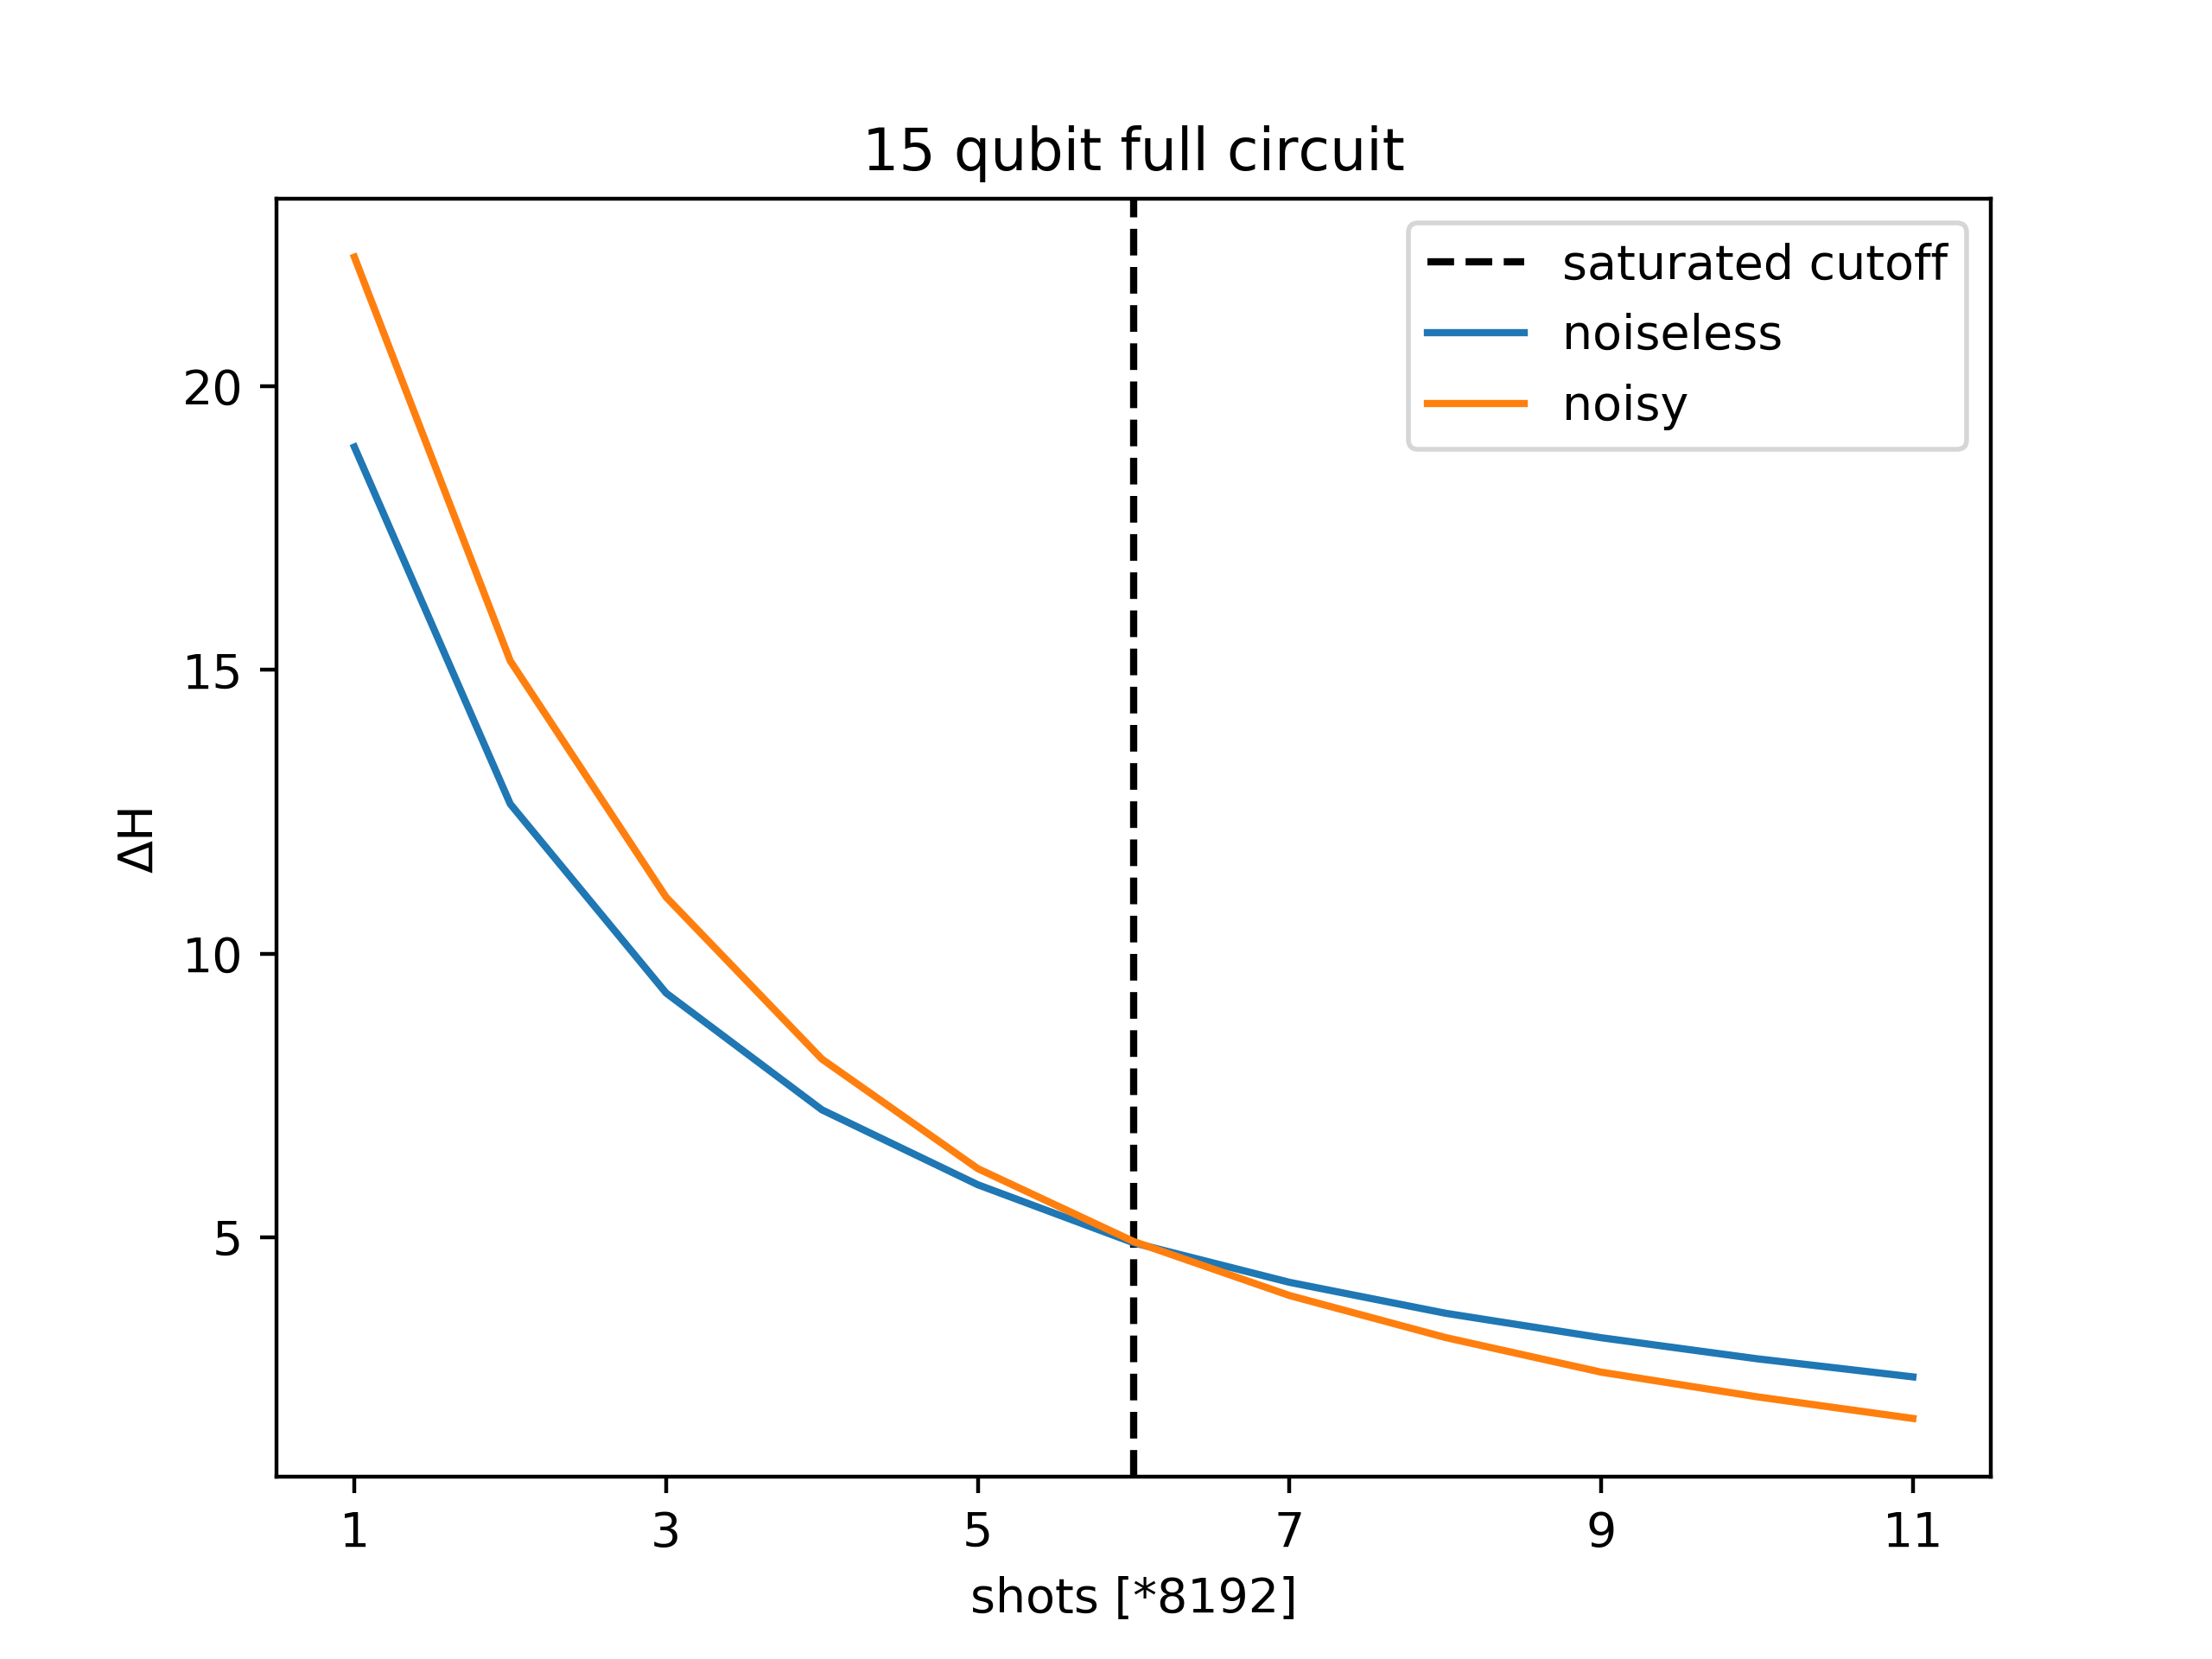 15 qubit full circuit
saturated cutoff
noiseless
noisy
20
15
10
5
ΔH
1 3 5 7 9 11
shots [*8192]